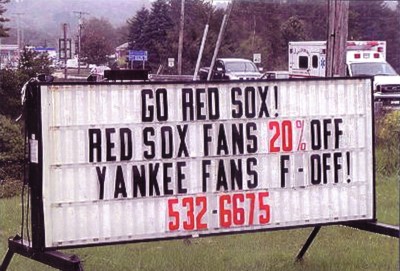 GO RED SOX!
RED SOX FANS 20% OFF
YANKEE FANS F-OFF!
532-6675